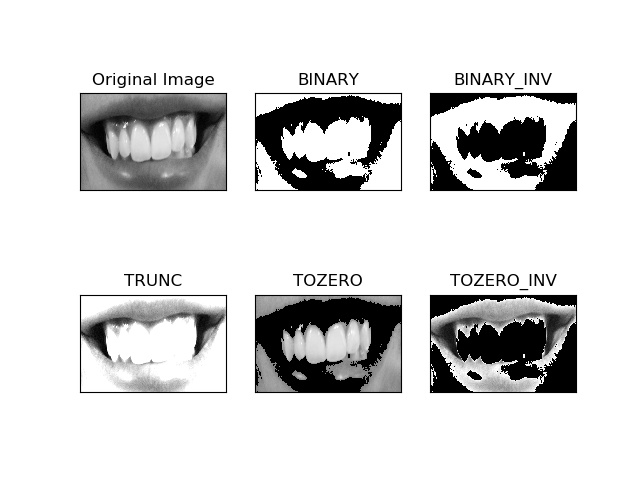 Original Image
BINARY
BINARY_INV
TRUNC
TOZERO
TOZERO_INV